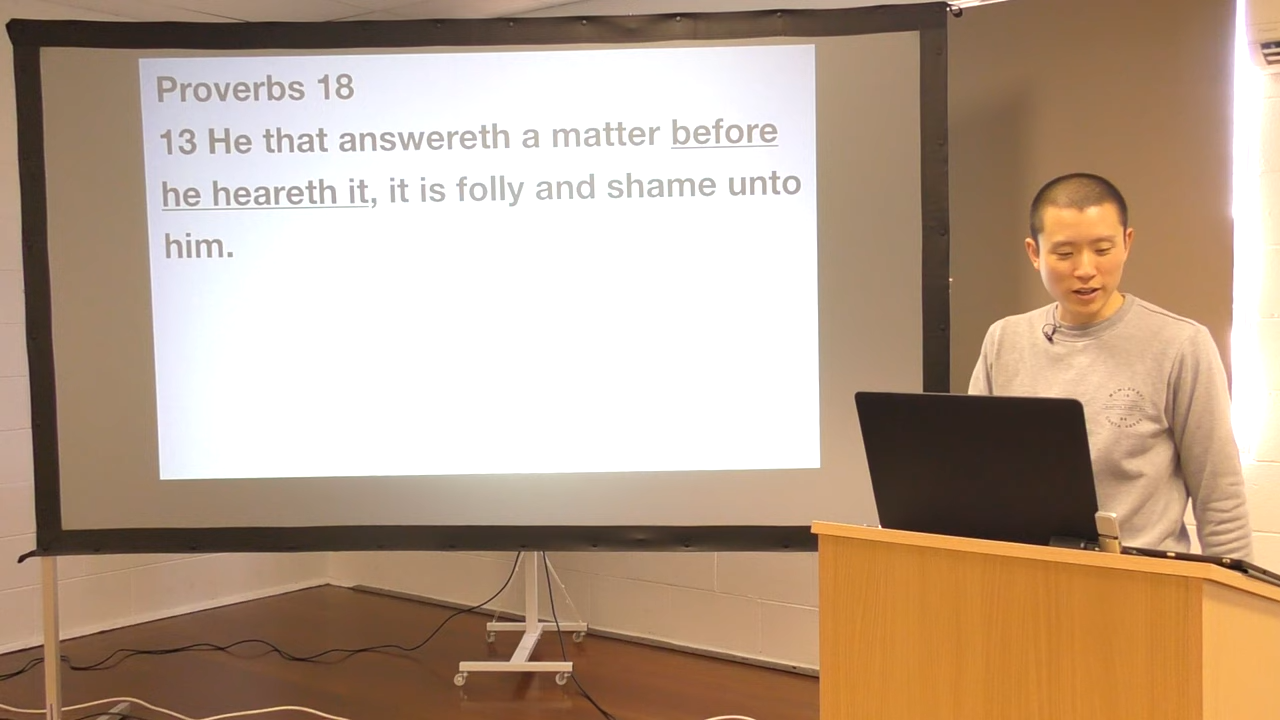 Proverbs 18
13 He that answereth a matter before
he heareth it, it is folly and shame unto
him.